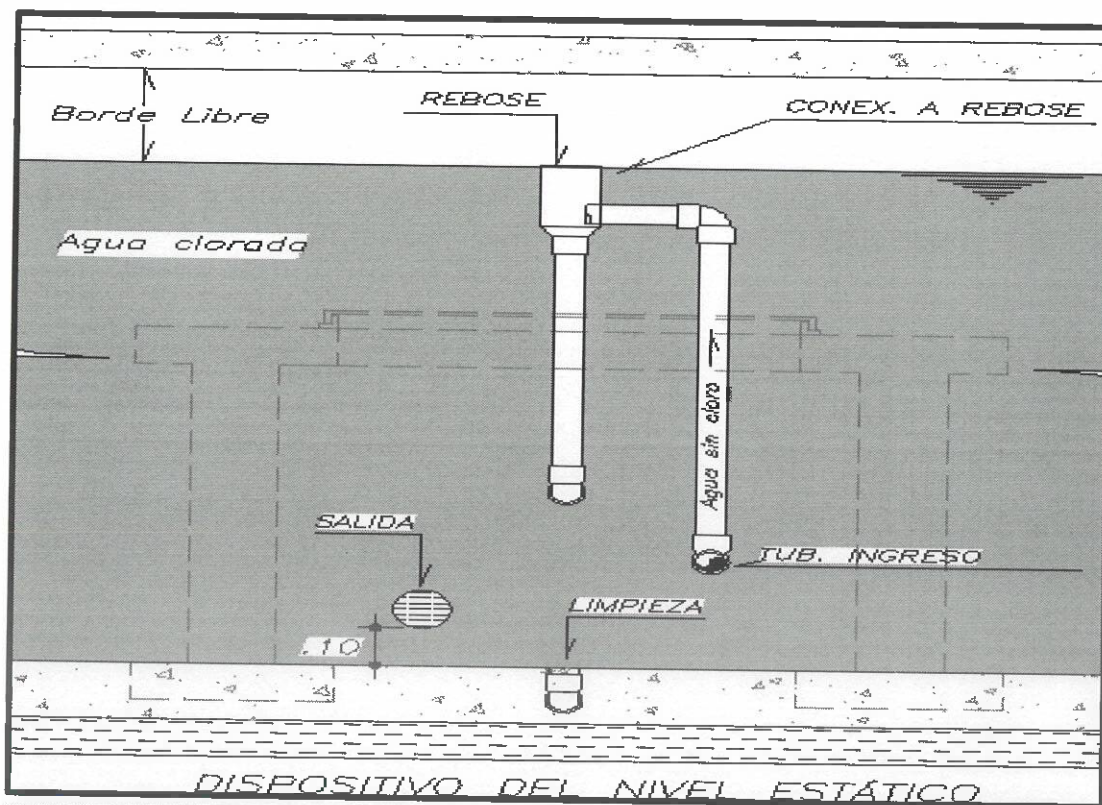 REBOSE
CONEX. A REBOSE
Borde Libre
Agua clorada
Agua sin cloro
SALIDA
TUB. INGRESO
LIMPIEZA
.10
DISPOSITIVO DEL NIVEL ESTÁTICO